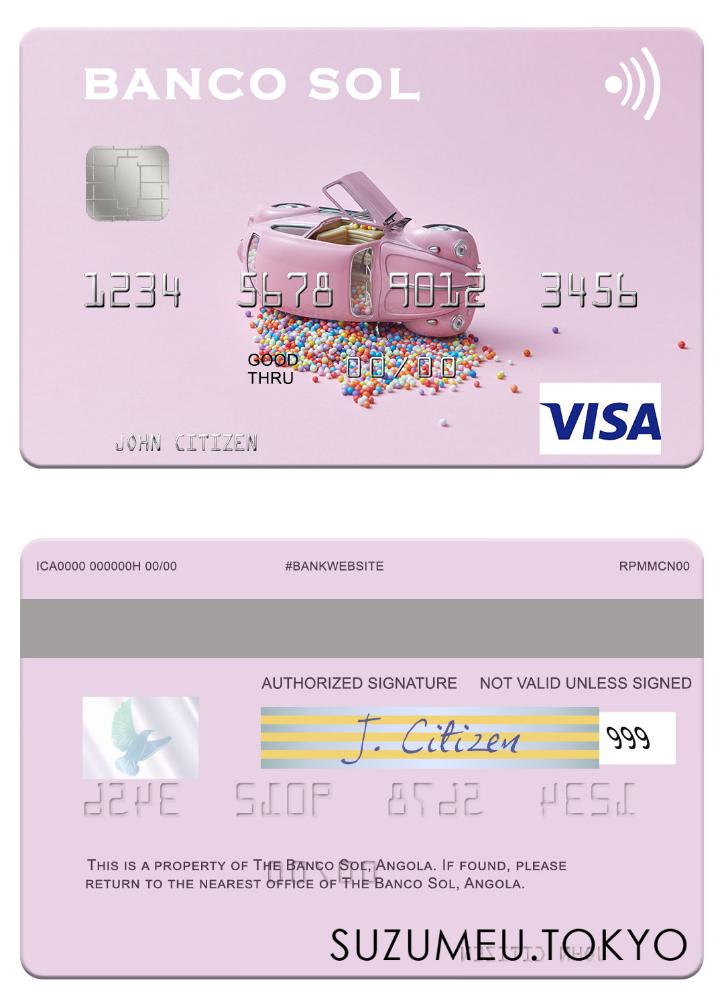 BANCO SOL
1234 5678 9012 3456
GOOD THRU 00/00
JOHN CITIZEN
VISA
ICA0000 000000H 00/00 #BANKWEBSITE RPMMCN00
AUTHORIZED SIGNATURE NOT VALID UNLESS SIGNED
J. Citizen 999
THIS IS A PROPERTY OF THE BANCO SOL, ANGOLA. IF FOUND, PLEASE
RETURN TO THE NEAREST OFFICE OF THE BANCO SOL, ANGOLA.
SUZUMEU.TOKYO